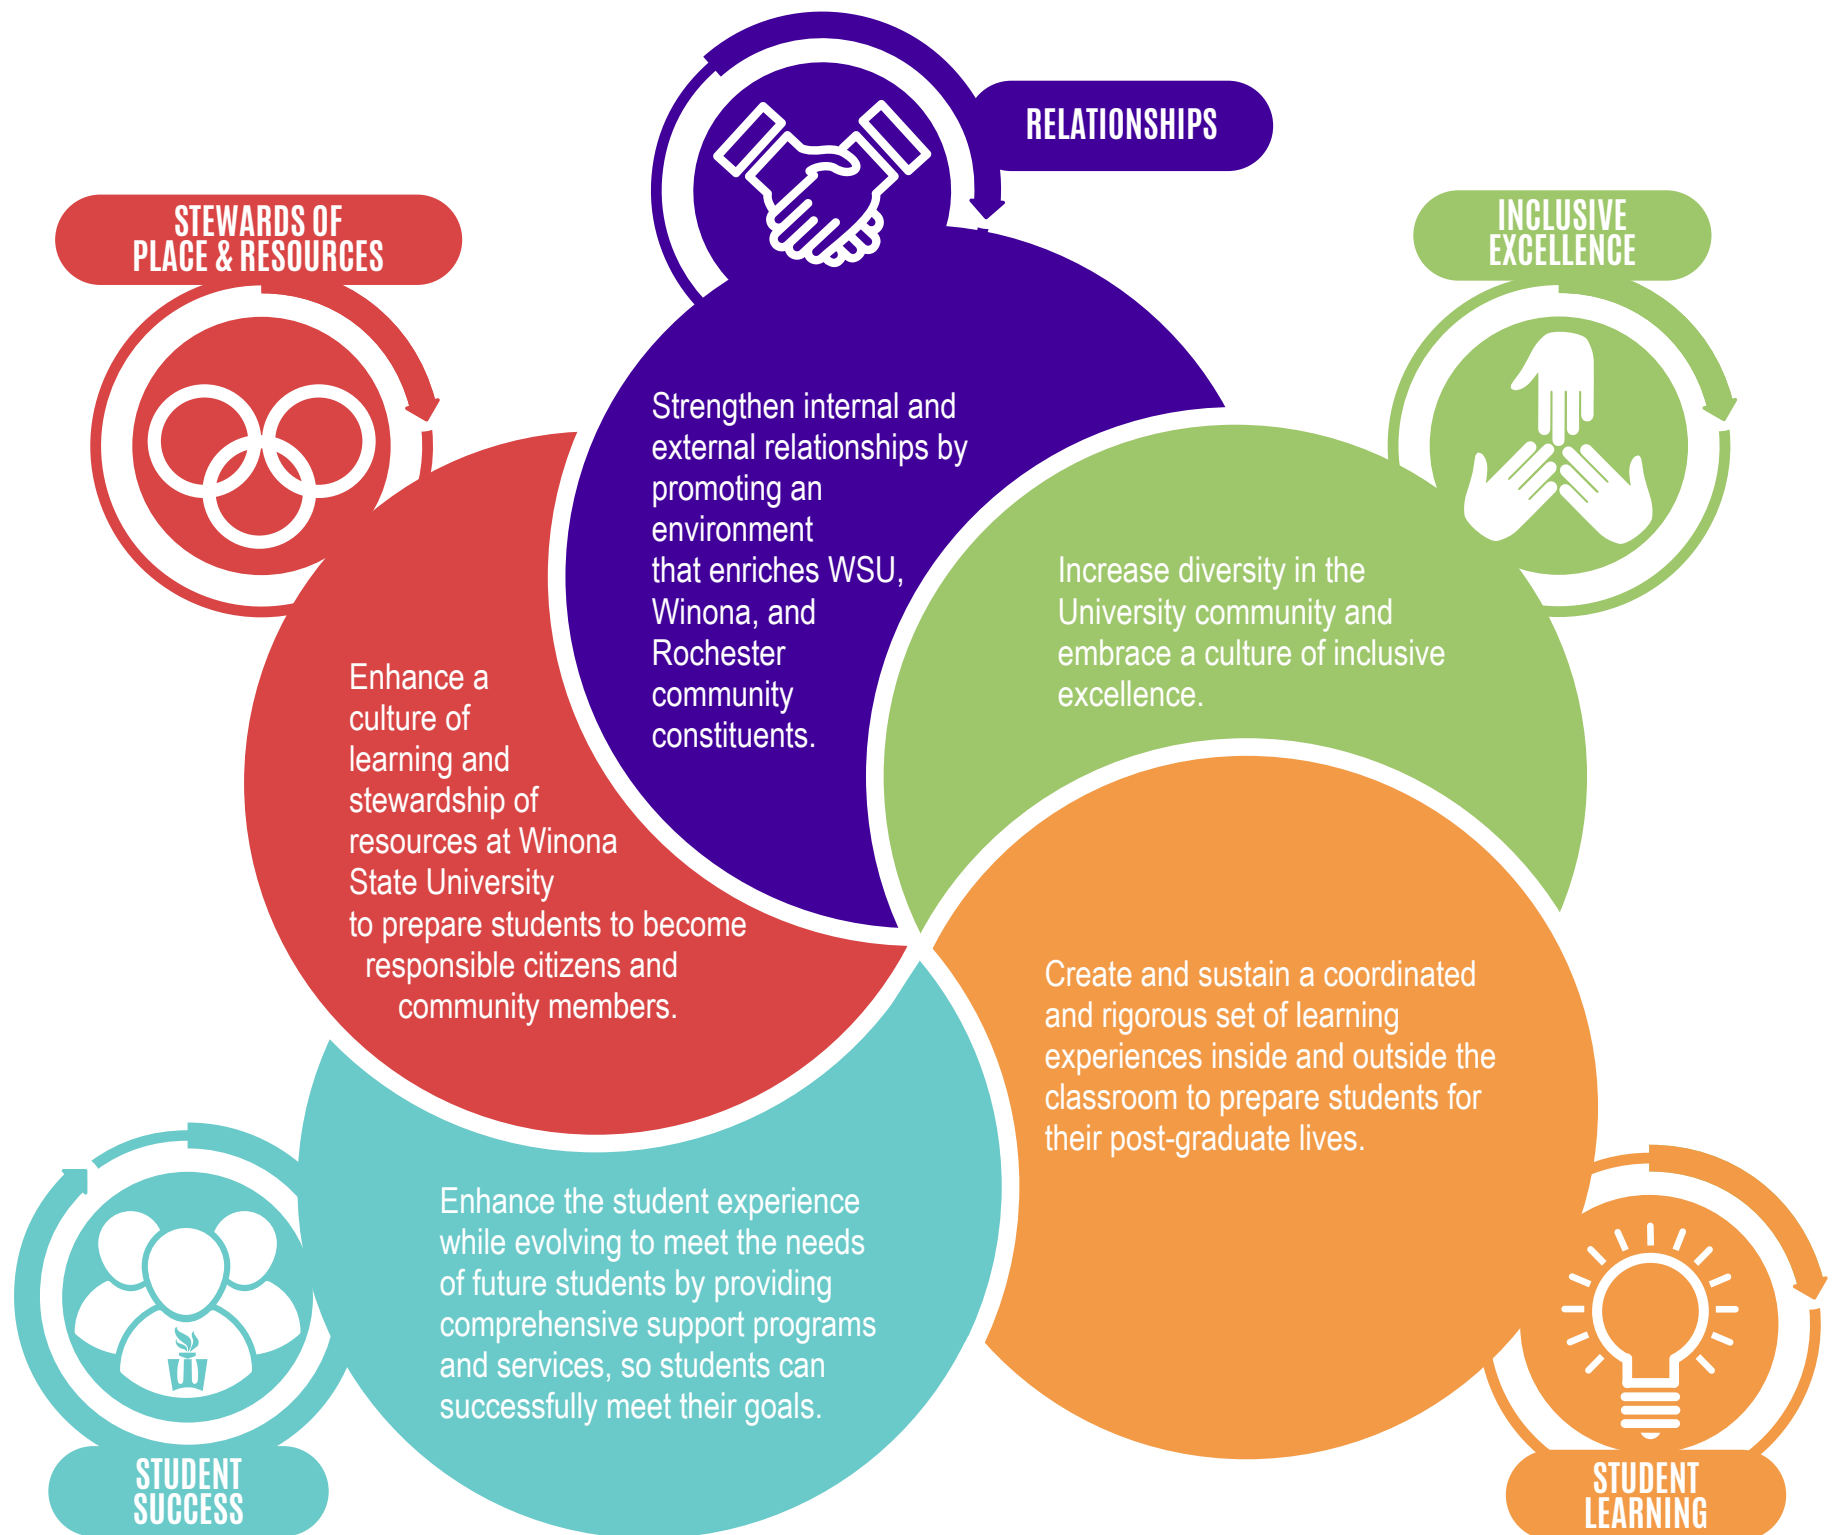 RELATIONSHIPS
Strengthen internal and
external relationships by
promoting an
environment
that enriches WSU,
Winona, and
Rochester
community
constituents.
INCLUSIVE
EXCELLENCE
Increase diversity in the
University community and
embrace a culture of inclusive
excellence.
STUDENT
LEARNING
Create and sustain a coordinated
and rigorous set of learning
experiences inside and outside the
classroom to prepare students for
their post-graduate lives.
STUDENT
SUCCESS
Enhance the student experience
while evolving to meet the needs
of future students by providing
comprehensive support programs
and services, so students can
successfully meet their goals.
STEWARDS OF
PLACE & RESOURCES
Enhance a
culture of
learning and
stewardship of
resources at Winona
State University
to prepare students to become
responsible citizens and
community members.